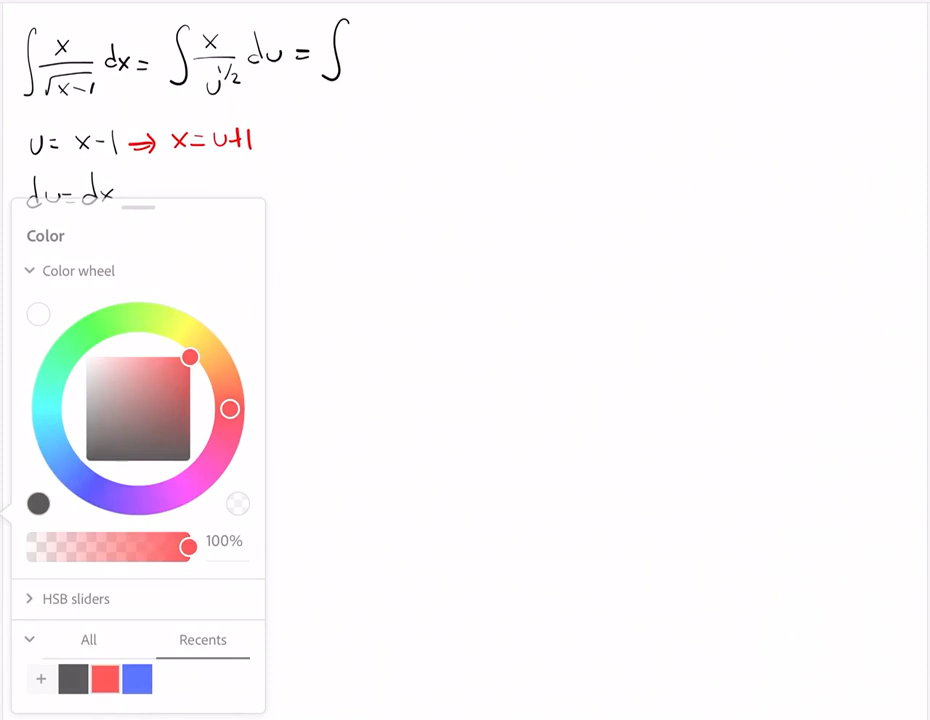 ∫ x/√(x-1) dx = ∫ x/u^(1/2) du = ∫
u = x-1 ⇒ x = u+1
du = dx
Color
Color wheel
100%
HSB sliders
All Recents
+